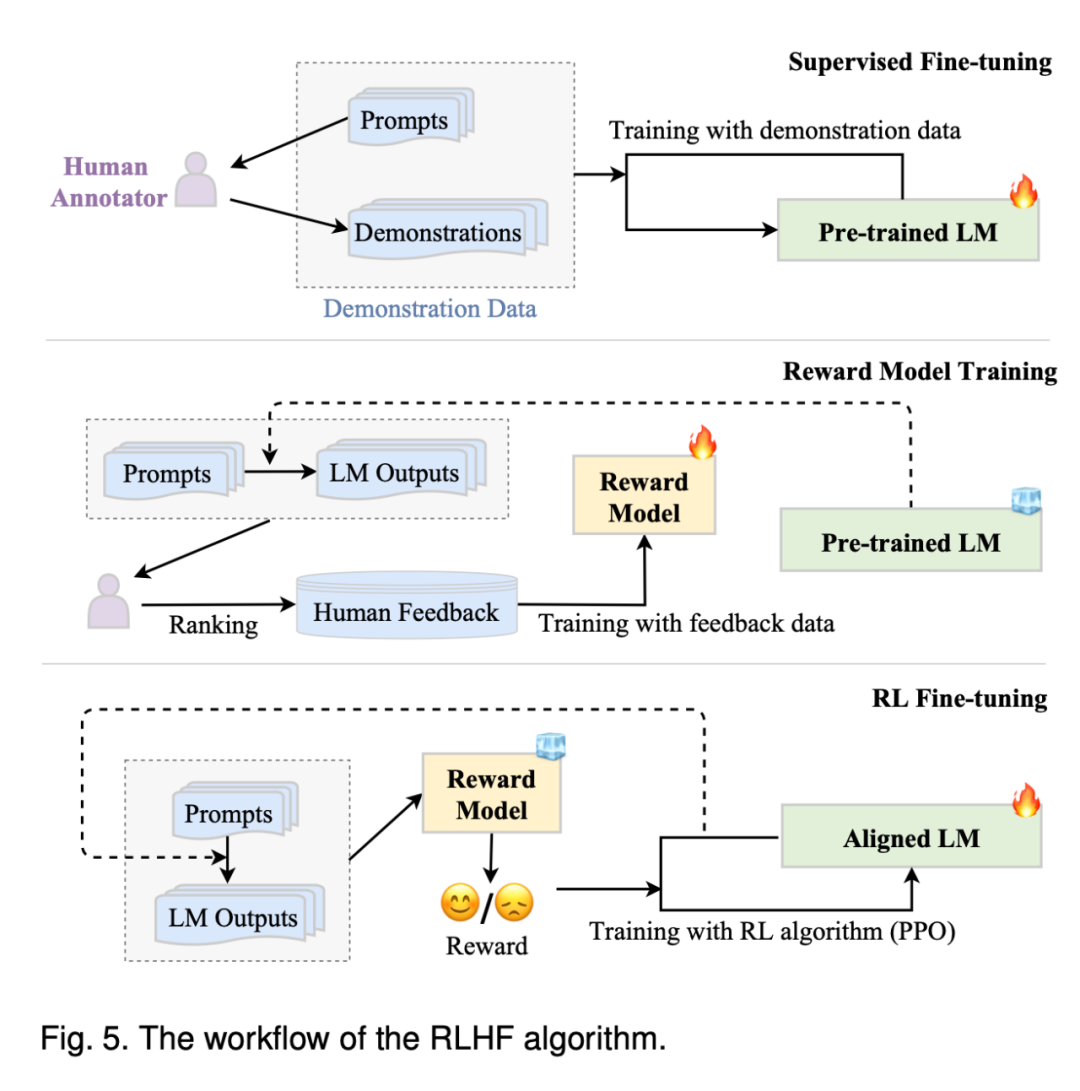 Supervised Fine-tuning
Prompts
Training with demonstration data
Human
Annotator
Demonstrations
Pre-trained LM
Demonstration Data
Reward Model Training
Prompts
LM Outputs
Reward
Model
Pre-trained LM
Human Feedback
Ranking
Training with feedback data
RL Fine-tuning
Reward
Model
Prompts
Aligned LM
LM Outputs
/
Reward
Training with RL algorithm (PPO)
Fig. 5. The workflow of the RLHF algorithm.